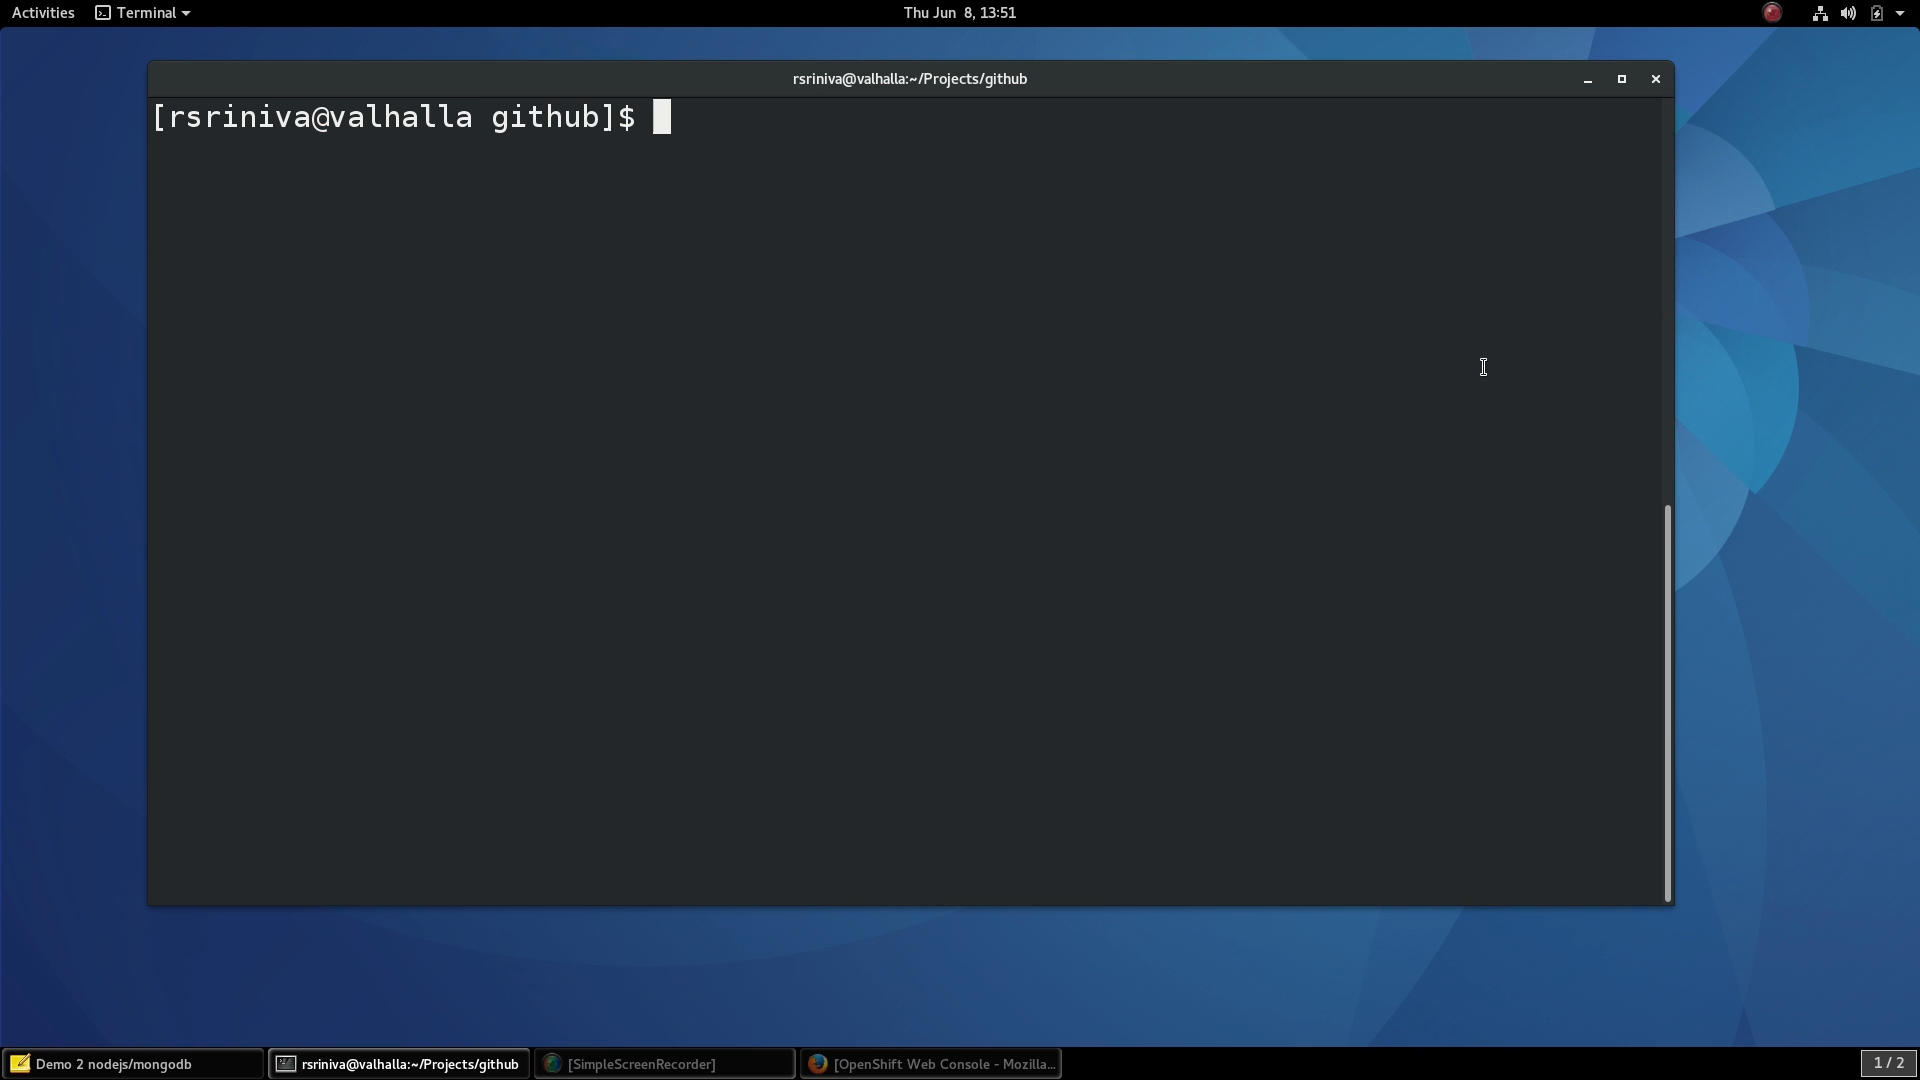 Activities
Terminal
Thu Jun 8, 13:51
rsriniva@valhalla:~/Projects/github
[rsriniva@valhalla github]$
Demo 2 nodejs/mongodb
rsriniva@valhalla:~/Projects/github
[SimpleScreenRecorder]
[OpenShift Web Console - Mozilla...
1 / 2